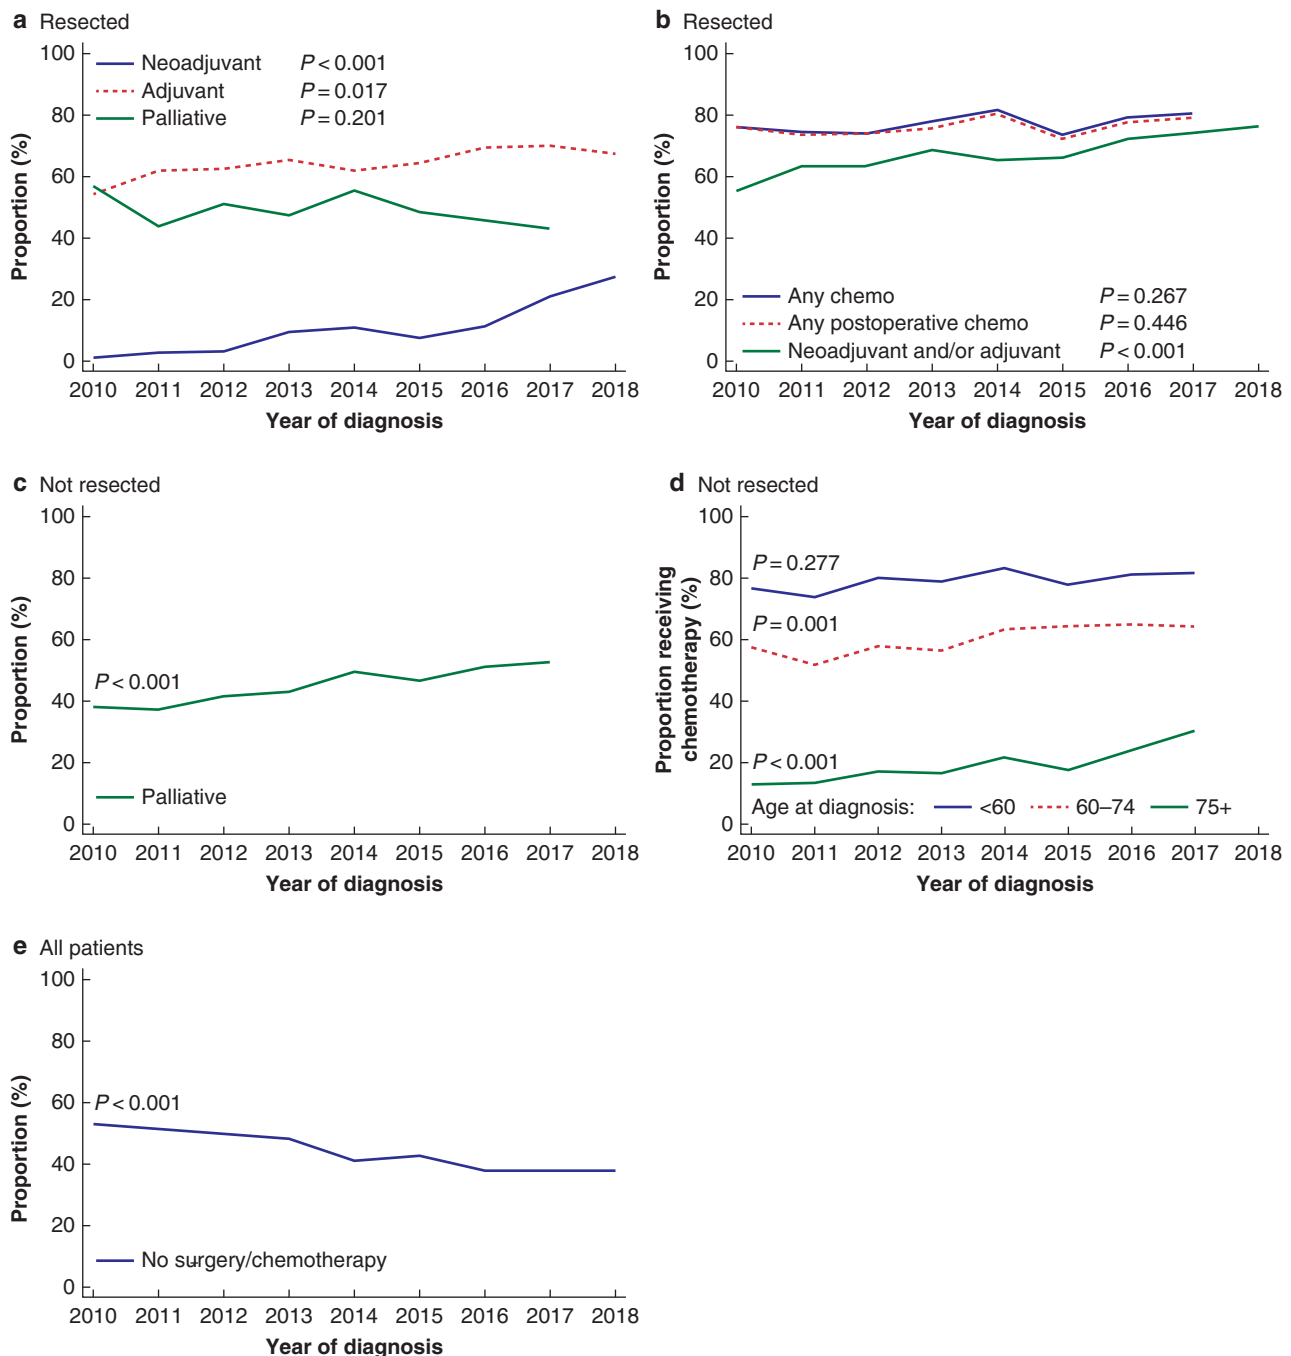 a Resected
100
80
60
40
20
0
Proportion (%)
Neoadjuvant P < 0.001
Adjuvant P = 0.017
Palliative P = 0.201
2010 2011 2012 2013 2014 2015 2016 2017 2018
Year of diagnosis
b Resected
100
80
60
40
20
0
Proportion (%)
Any chemo P = 0.267
Any postoperative chemo P = 0.446
Neoadjuvant and/or adjuvant P < 0.001
2010 2011 2012 2013 2014 2015 2016 2017 2018
Year of diagnosis
c Not resected
100
80
60
40
20
0
Proportion (%)
P < 0.001
Palliative
2010 2011 2012 2013 2014 2015 2016 2017 2018
Year of diagnosis
d Not resected
100
80
60
40
20
0
Proportion receiving
chemotherapy (%)
P = 0.277
P = 0.001
P < 0.001
Age at diagnosis: <60 60–74 75+
2010 2011 2012 2013 2014 2015 2016 2017 2018
Year of diagnosis
e All patients
100
80
60
40
20
0
Proportion (%)
P < 0.001
No surgery/chemotherapy
2010 2011 2012 2013 2014 2015 2016 2017 2018
Year of diagnosis